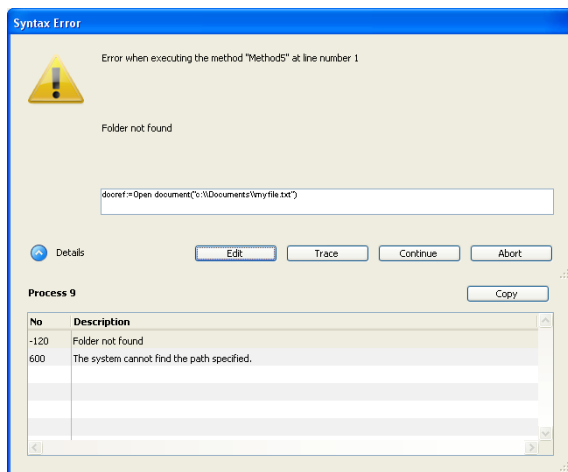 Syntax Error
Error when executing the method "Method5" at line number 1
Folder not found
docref:=Open document("c:\\Documents\\myfile.txt")
Details
Edit
Trace
Continue
Abort
Process 9
Copy
No Description
-120 Folder not found
600 The system cannot find the path specified.